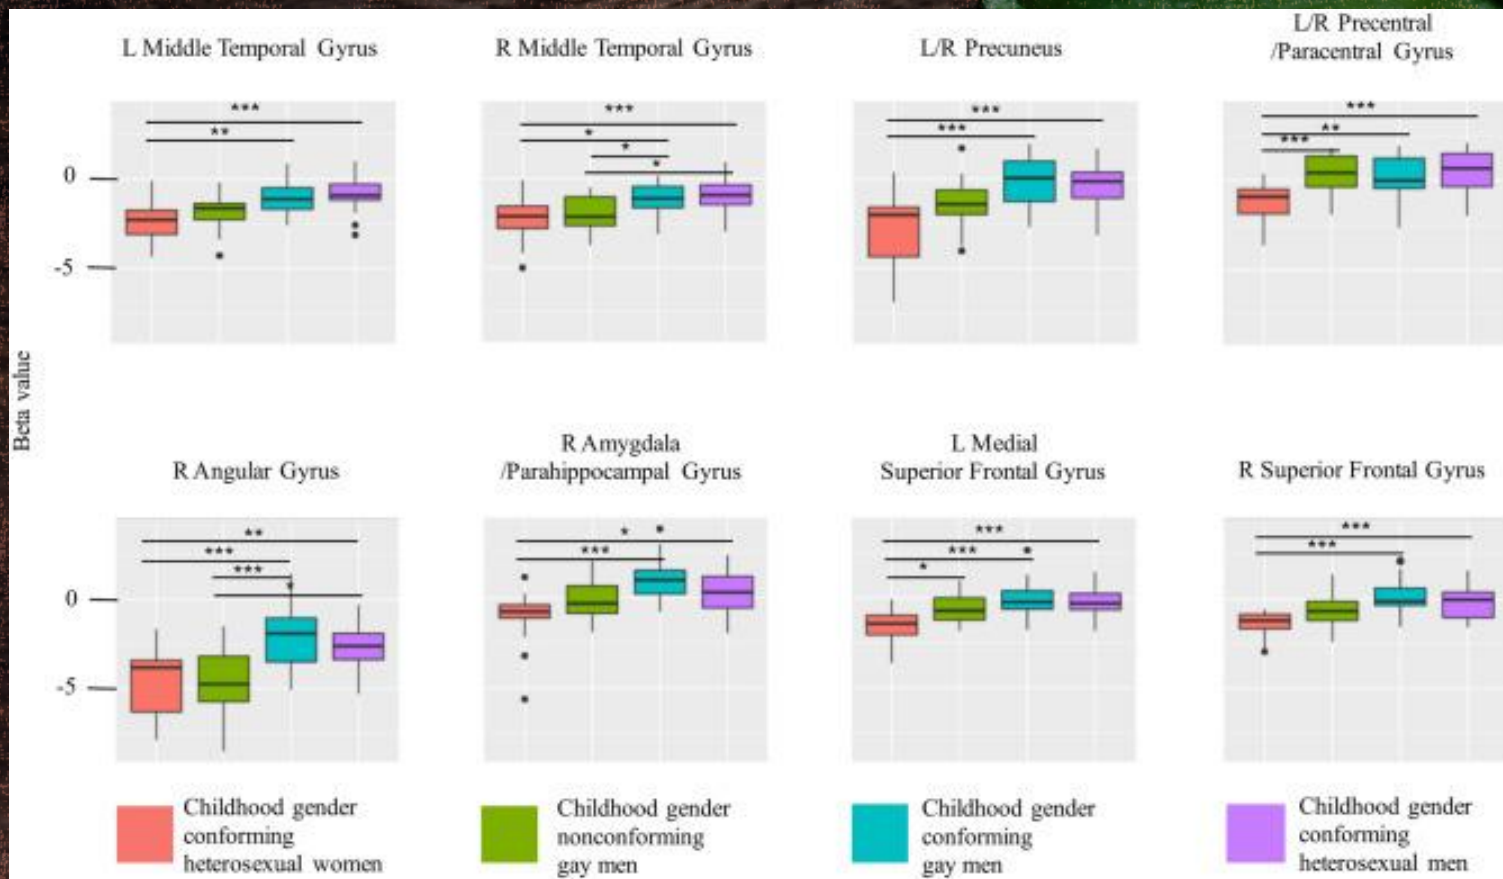 L Middle Temporal Gyrus
R Middle Temporal Gyrus
L/R Precuneus
L/R Precentral
/Paracentral Gyrus
***
**
***
*
*
*
***
***
***
**
***
0
-5
Beta value
R Angular Gyrus
R Amygdala
/Parahippocampal Gyrus
L Medial
Superior Frontal Gyrus
R Superior Frontal Gyrus
**
***
***
*
*
***
***
***
*
***
***
0
-5
Childhood gender
conforming
heterosexual women
Childhood gender
nonconforming
gay men
Childhood gender
conforming
gay men
Childhood gender
conforming
heterosexual men